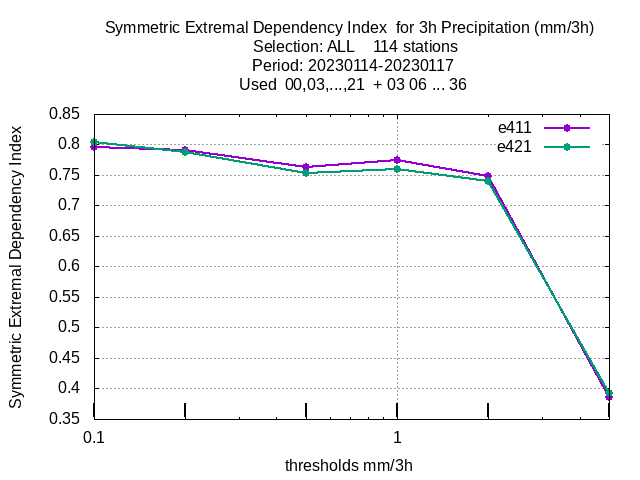 Symmetric Extremal Dependency Index for 3h Precipitation (mm/3h)
Selection: ALL 114 stations
Period: 20230114-20230117
Used 00,03,...,21 + 03 06 ... 36
e411
e421
Symmetric Extremal Dependency Index
0.85
0.8
0.75
0.7
0.65
0.6
0.55
0.5
0.45
0.4
0.35
0.1 1
thresholds mm/3h